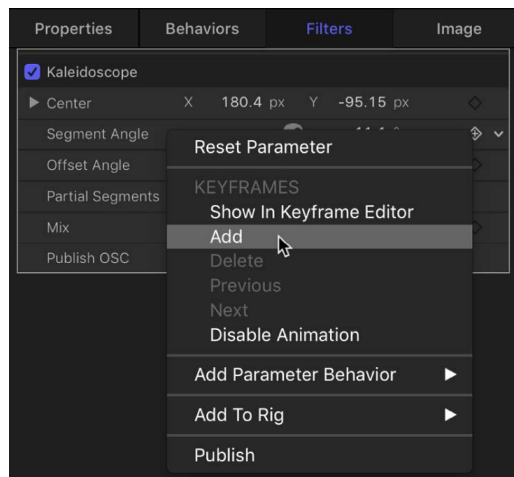 Properties Behaviors Filters Image
Kaleidoscope
Center X 180.4 px Y -95.15 px
Segment Angle
Reset Parameter
Offset Angle
KEYFRAMES
Partial Segments
Show In Keyframe Editor
Mix
Add
Publish OSC
Delete
Previous
Next
Disable Animation
Add Parameter Behavior
Add To Rig
Publish